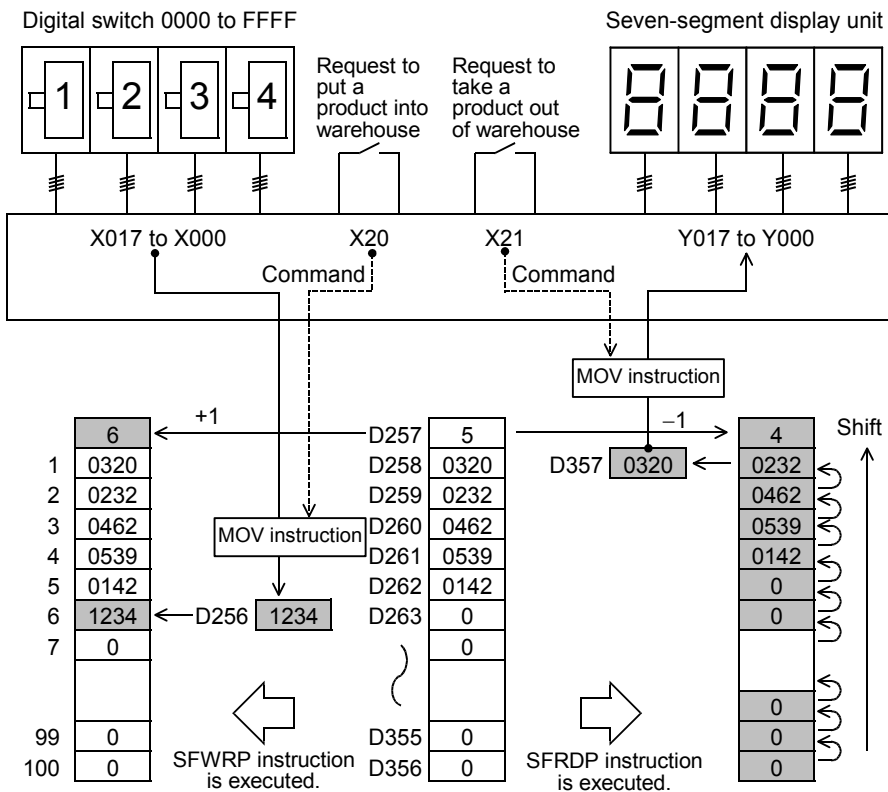 Digital switch 0000 to FFFF
Seven-segment display unit
1 2 3 4
Request to
put a
product into
warehouse
Request to
take a
product out
of warehouse
8 8 8 8
X017 to X000 X20 X21 Y017 to Y000
Command Command
MOV instruction
+1 −1
6 D257 5 4 Shift
1 0320 D258 0320 D357 0320 0232
2 0232 D259 0232 0462
3 0462 D260 0462 0539
MOV instruction
4 0539 D261 0539 0142
5 0142 D262 0142 0
6 1234 D256 1234 D263 0 0
7 0 0
0
99 0 D355 0 0
100 0 D356 0 0
SFWRP instruction
is executed.
SFRDP instruction
is executed.